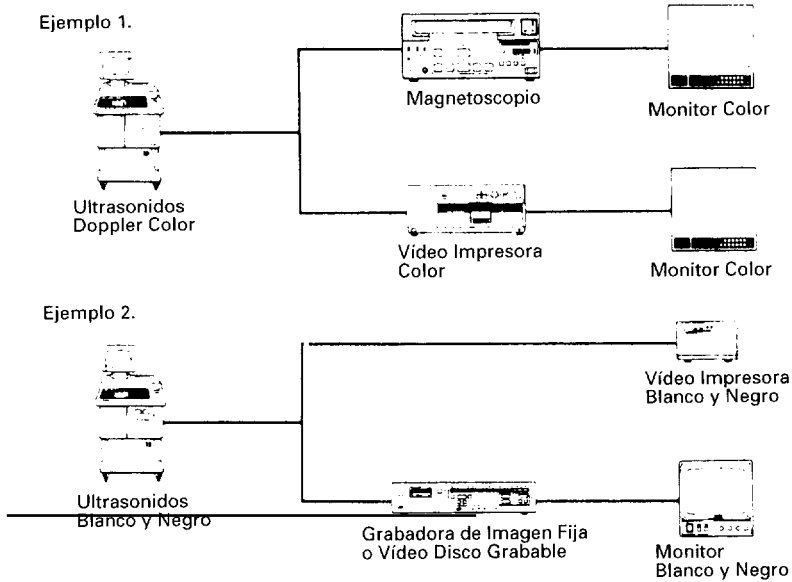 Ejemplo 1.
Magnetoscopio
Monitor Color
Ultrasonidos
Doppler Color
Vídeo Impresora
Color
Monitor Color
Ejemplo 2.
Vídeo Impresora
Blanco y Negro
Ultrasonidos
Blanco y Negro
Grabadora de Imagen Fija
o Vídeo Disco Grabable
Monitor
Blanco y Negro